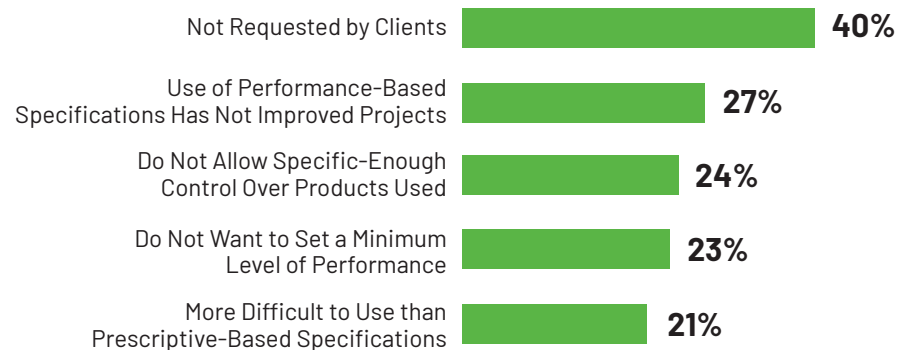 Not Requested by Clients
40%
Use of Performance-Based
Specifications Has Not Improved Projects
27%
Do Not Allow Specific-Enough
Control Over Products Used
24%
Do Not Want to Set a Minimum
Level of Performance
23%
More Difficult to Use than
Prescriptive-Based Specifications
21%